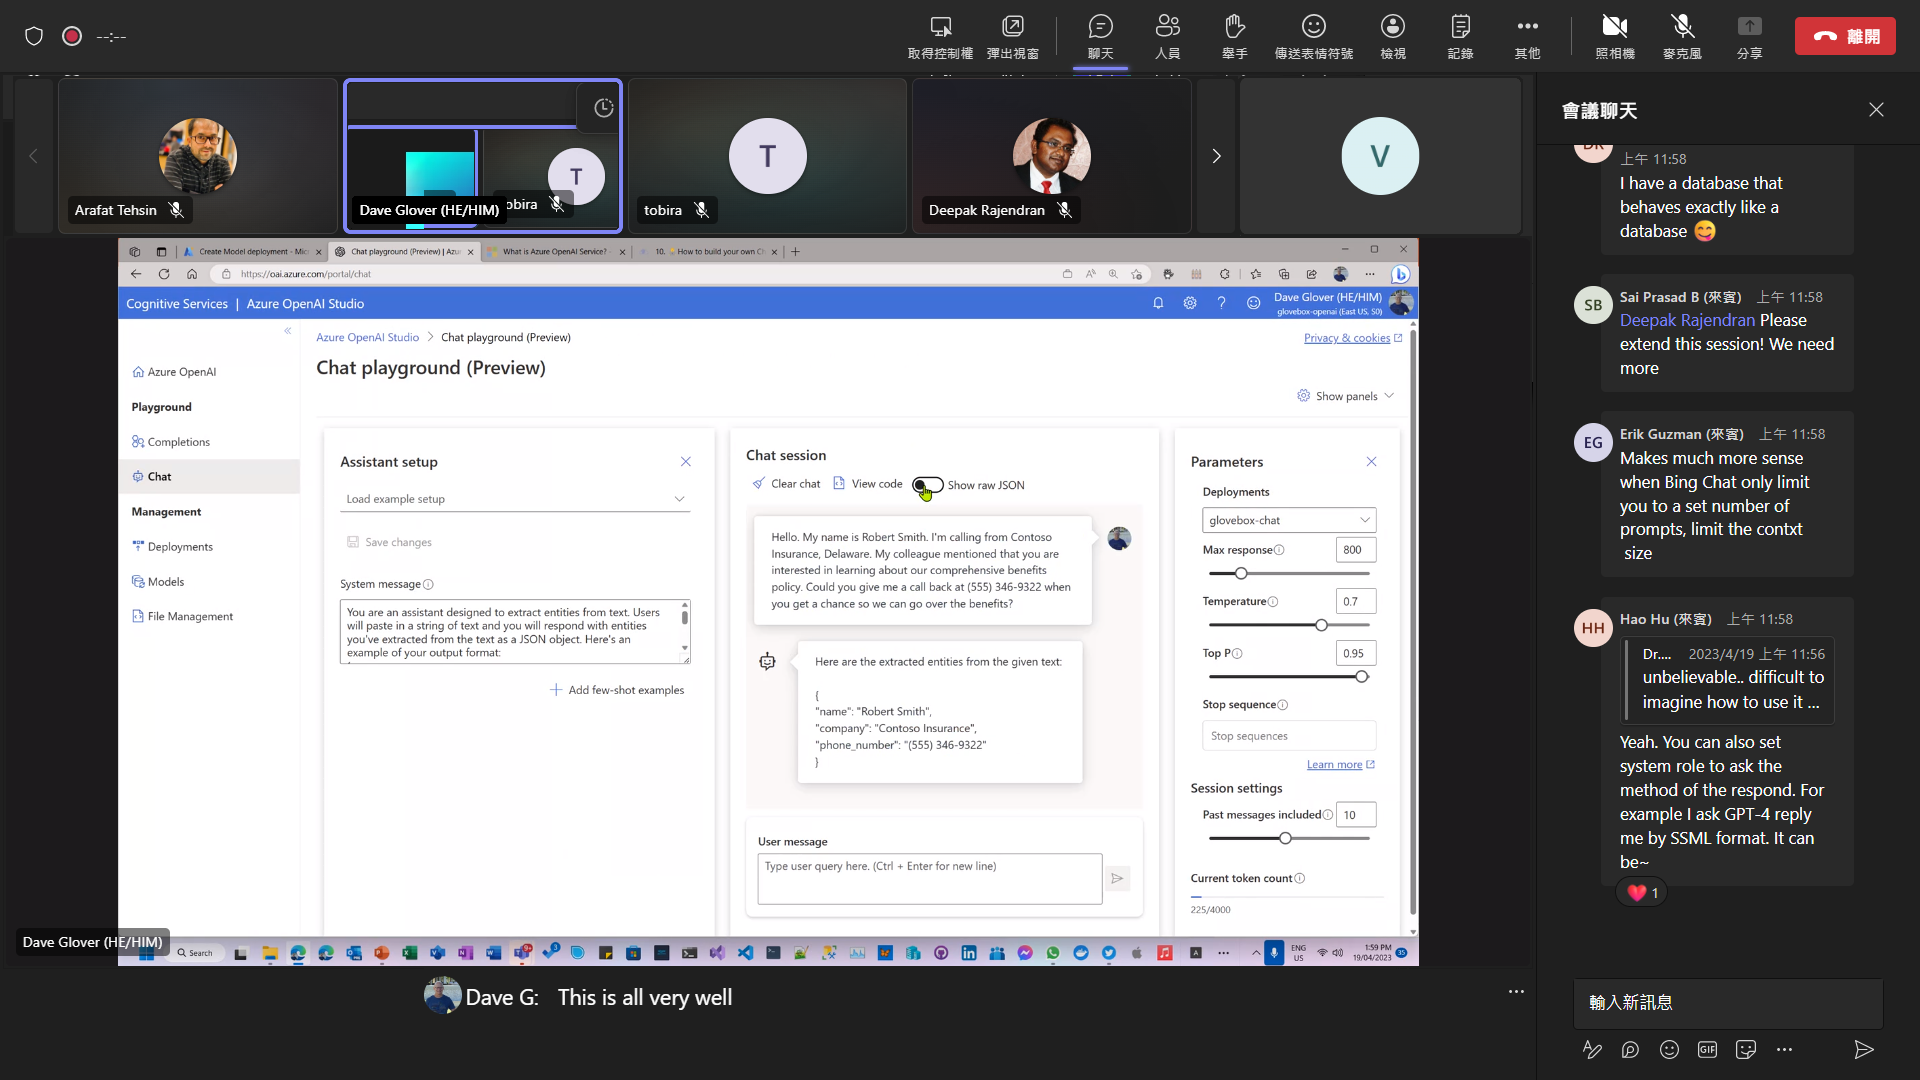 --:--
取得控制權
彈出視窗
聊天
人員
舉手
傳送表情符號
檢視
記錄
其他
照相機
麥克風
分享
離開
Arafat Tehsin
Dave Glover (HE/HIM)
T
obira
T
tobira
Deepak Rajendran
V
Create Model deployment - Mic
Chat playground (Preview) | Azu
What is Azure OpenAI Service? -
10. How to build your own Ch
https://oai.azure.com/portal/chat
Cognitive Services | Azure OpenAI Studio
Dave Glover (HE/HIM)
glovebox-openai (East US, S0)
Azure OpenAI Studio > Chat playground (Preview)
Privacy & cookies
Chat playground (Preview)
Show panels
Azure OpenAI
Playground
Completions
Chat
Management
Deployments
Models
File Management
Assistant setup
Load example setup
Save changes
System message
You are an assistant designed to extract entities from text. Users
will paste in a string of text and you will respond with entities
you've extracted from the text as a JSON object. Here's an
example of your output format:
Add few-shot examples
Chat session
Clear chat
View code
Show raw JSON
Hello. My name is Robert Smith. I'm calling from Contoso
Insurance, Delaware. My colleague mentioned that you are
interested in learning about our comprehensive benefits
policy. Could you give me a call back at (555) 346-9322 when
you get a chance so we can go over the benefits?
Here are the extracted entities from the given text:
{
"name": "Robert Smith",
"company": "Contoso Insurance",
"phone_number": "(555) 346-9322"
}
User message
Type user query here. (Ctrl + Enter for new line)
Parameters
Deployments
glovebox-chat
Max response
800
Temperature
0.7
Top P
0.95
Stop sequence
Stop sequences
Learn more
Session settings
Past messages included
10
Current token count
225/4000
Dave Glover (HE/HIM)
Search
ENG
US
1:59 PM
19/04/2023
Dave G: This is all very well
會議聊天
DR
上午 11:58
I have a database that
behaves exactly like a
database
SB
Sai Prasad B (來賓) 上午 11:58
Deepak Rajendran Please
extend this session! We need
more
EG
Erik Guzman (來賓) 上午 11:58
Makes much more sense
when Bing Chat only limit
you to a set number of
prompts, limit the contxt
size
HH
Hao Hu (來賓) 上午 11:58
Dr.... 2023/4/19 上午 11:56
unbelievable.. difficult to
imagine how to use it ...
Yeah. You can also set
system role to ask the
method of the respond. For
example I ask GPT-4 reply
me by SSML format. It can
be~
1
輸入新訊息
GIF